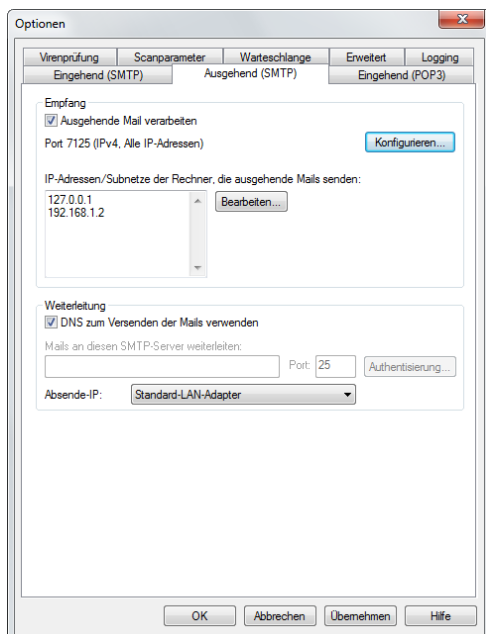 Optionen
Virenprüfung Scanparameter Warteschlange Erweitert Logging
Eingehend (SMTP) Ausgehend (SMTP) Eingehend (POP3)
Empfang
Ausgehende Mail verarbeiten
Port 7125 (IPv4, Alle IP-Adressen) Konfigurieren...
IP-Adressen/Subnetze der Rechner, die ausgehende Mails senden:
127.0.0.1 Bearbeiten...
192.168.1.2
Weiterleitung
DNS zum Versenden der Mails verwenden
Mails an diesen SMTP-Server weiterleiten:
Port: 25 Authentisierung...
Absende-IP: Standard-LAN-Adapter
OK Abbrechen Übernehmen Hilfe